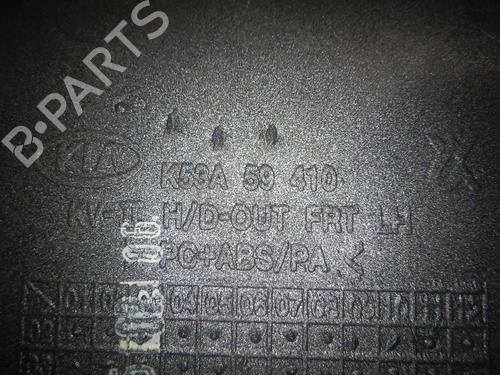 B-PARTS
KIA
K53A 59 410
KV-II H/D-OUT FRT LH
PC+ABS/PA
01 02 04 05 06 07 08 09 10 11 12